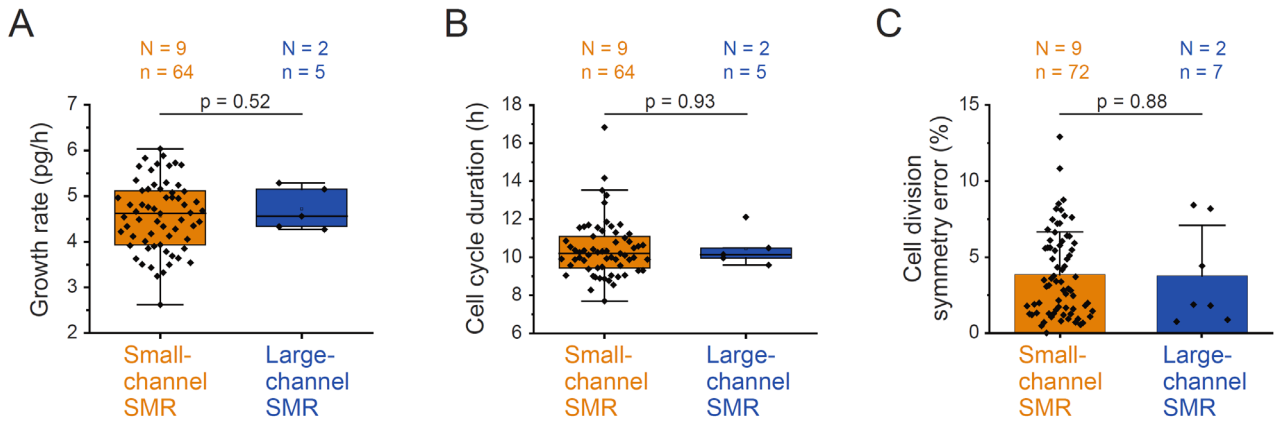 A
N = 9
N = 2
n = 64
n = 5
p = 0.52
Growth rate (pg/h)
7
6
5
4
3
2
Small-
channel
SMR
Large-
channel
SMR
B
N = 9
N = 2
n = 64
n = 5
p = 0.93
Cell cycle duration (h)
18
16
14
12
10
8
6
Small-
channel
SMR
Large-
channel
SMR
C
N = 9
N = 2
n = 72
n = 7
p = 0.88
Cell division
symmetry error (%)
15
10
5
0
Small-
channel
SMR
Large-
channel
SMR